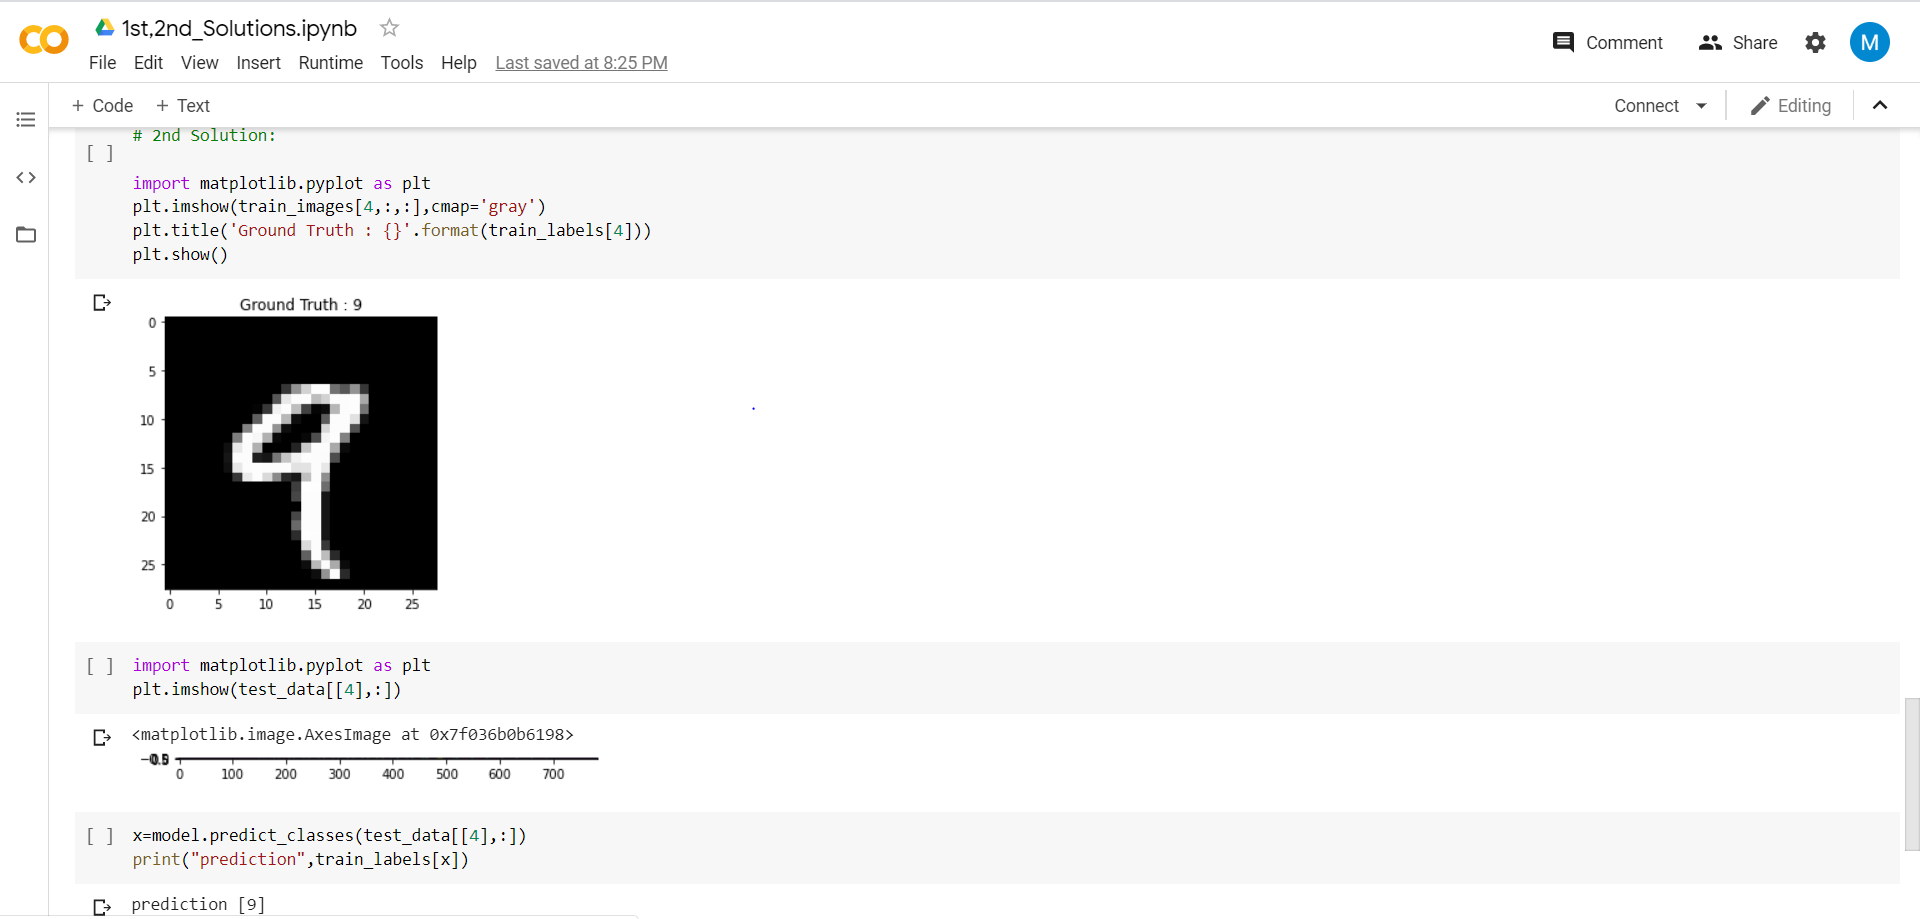 1st,2nd_Solutions.ipynb
File Edit View Insert Runtime Tools Help Last saved at 8:25 PM
Comment Share M
+ Code + Text
Connect Editing
# 2nd Solution:
[ ]
import matplotlib.pyplot as plt
plt.imshow(train_images[4,:,:],cmap='gray')
plt.title('Ground Truth : {}'.format(train_labels[4]))
plt.show()
Ground Truth : 9
0
5
10
15
20
25
0 5 10 15 20 25
[ ] import matplotlib.pyplot as plt
plt.imshow(test_data[[4],:])
<matplotlib.image.AxesImage at 0x7f036b0b6198>
0 100 200 300 400 500 600 700
[ ] x=model.predict_classes(test_data[[4],:])
print("prediction",train_labels[x])
prediction [9]